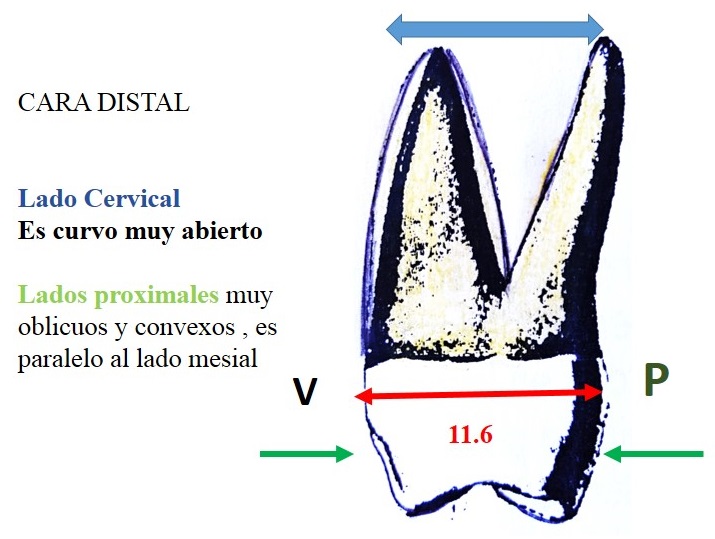 CARA DISTAL
Lado Cervical
Es curvo muy abierto
Lados proximales muy
oblicuos y convexos , es
paralelo al lado mesial
V
P
11.6